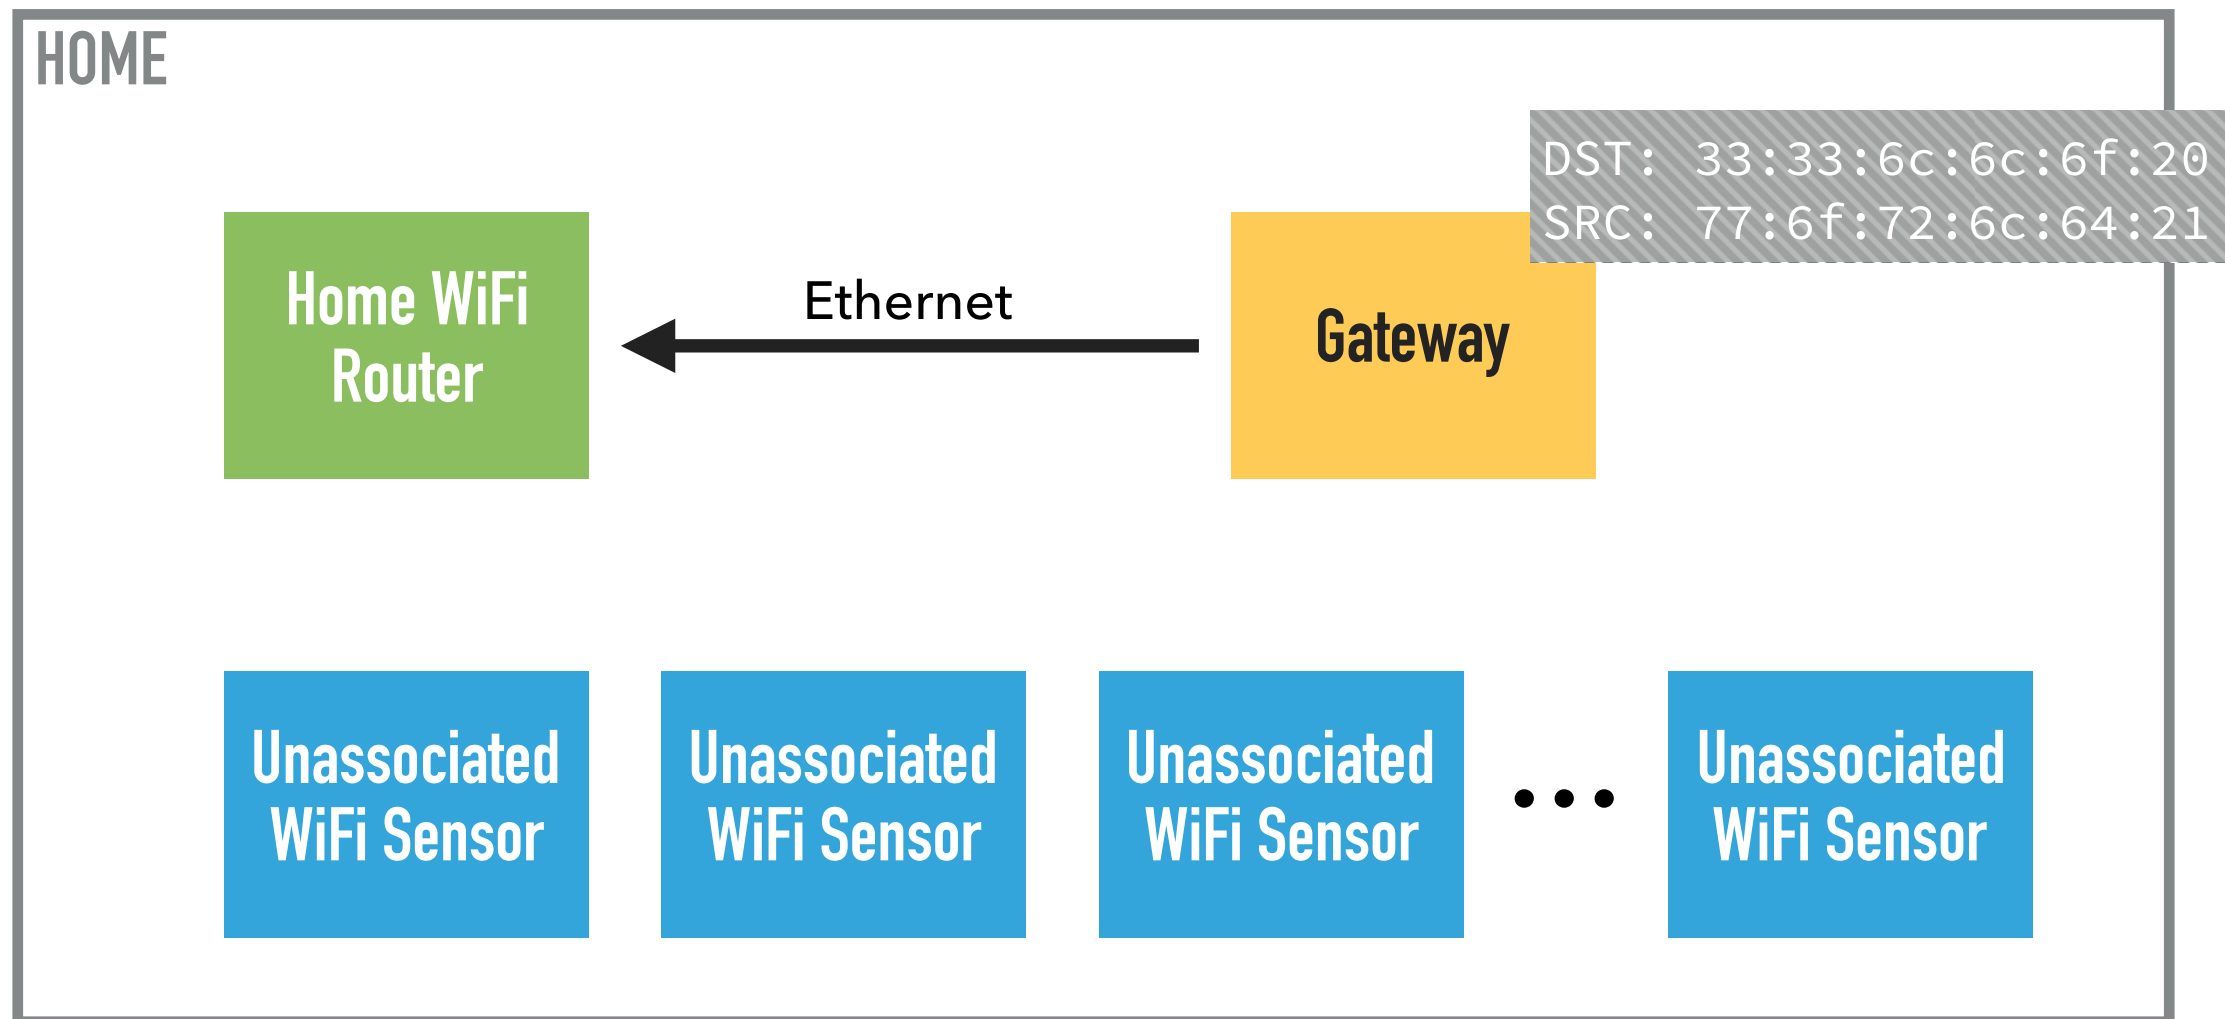 HOME
DST: 33:33:6c:6c:6f:20
SRC: 77:6f:72:6c:64:21
Home WiFi
Router
Ethernet
Gateway
Unassociated
WiFi Sensor
Unassociated
WiFi Sensor
Unassociated
WiFi Sensor
...
Unassociated
WiFi Sensor